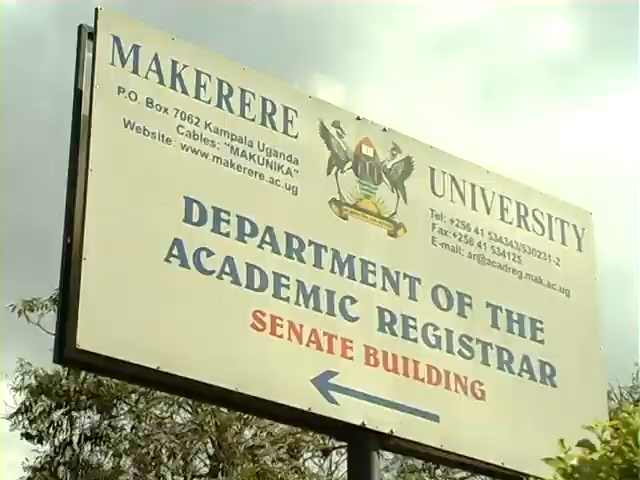 MAKERERE UNIVERSITY
P.O. Box 7062 Kampala Uganda
Cables: "MAKUNIKA"
Website: www.makerere.ac.ug
Tel: +256 41 534343/530231-2
Fax:+256 41 534125
E-mail: ar@acadreg.mak.ac.ug
DEPARTMENT OF THE
ACADEMIC REGISTRAR
SENATE BUILDING